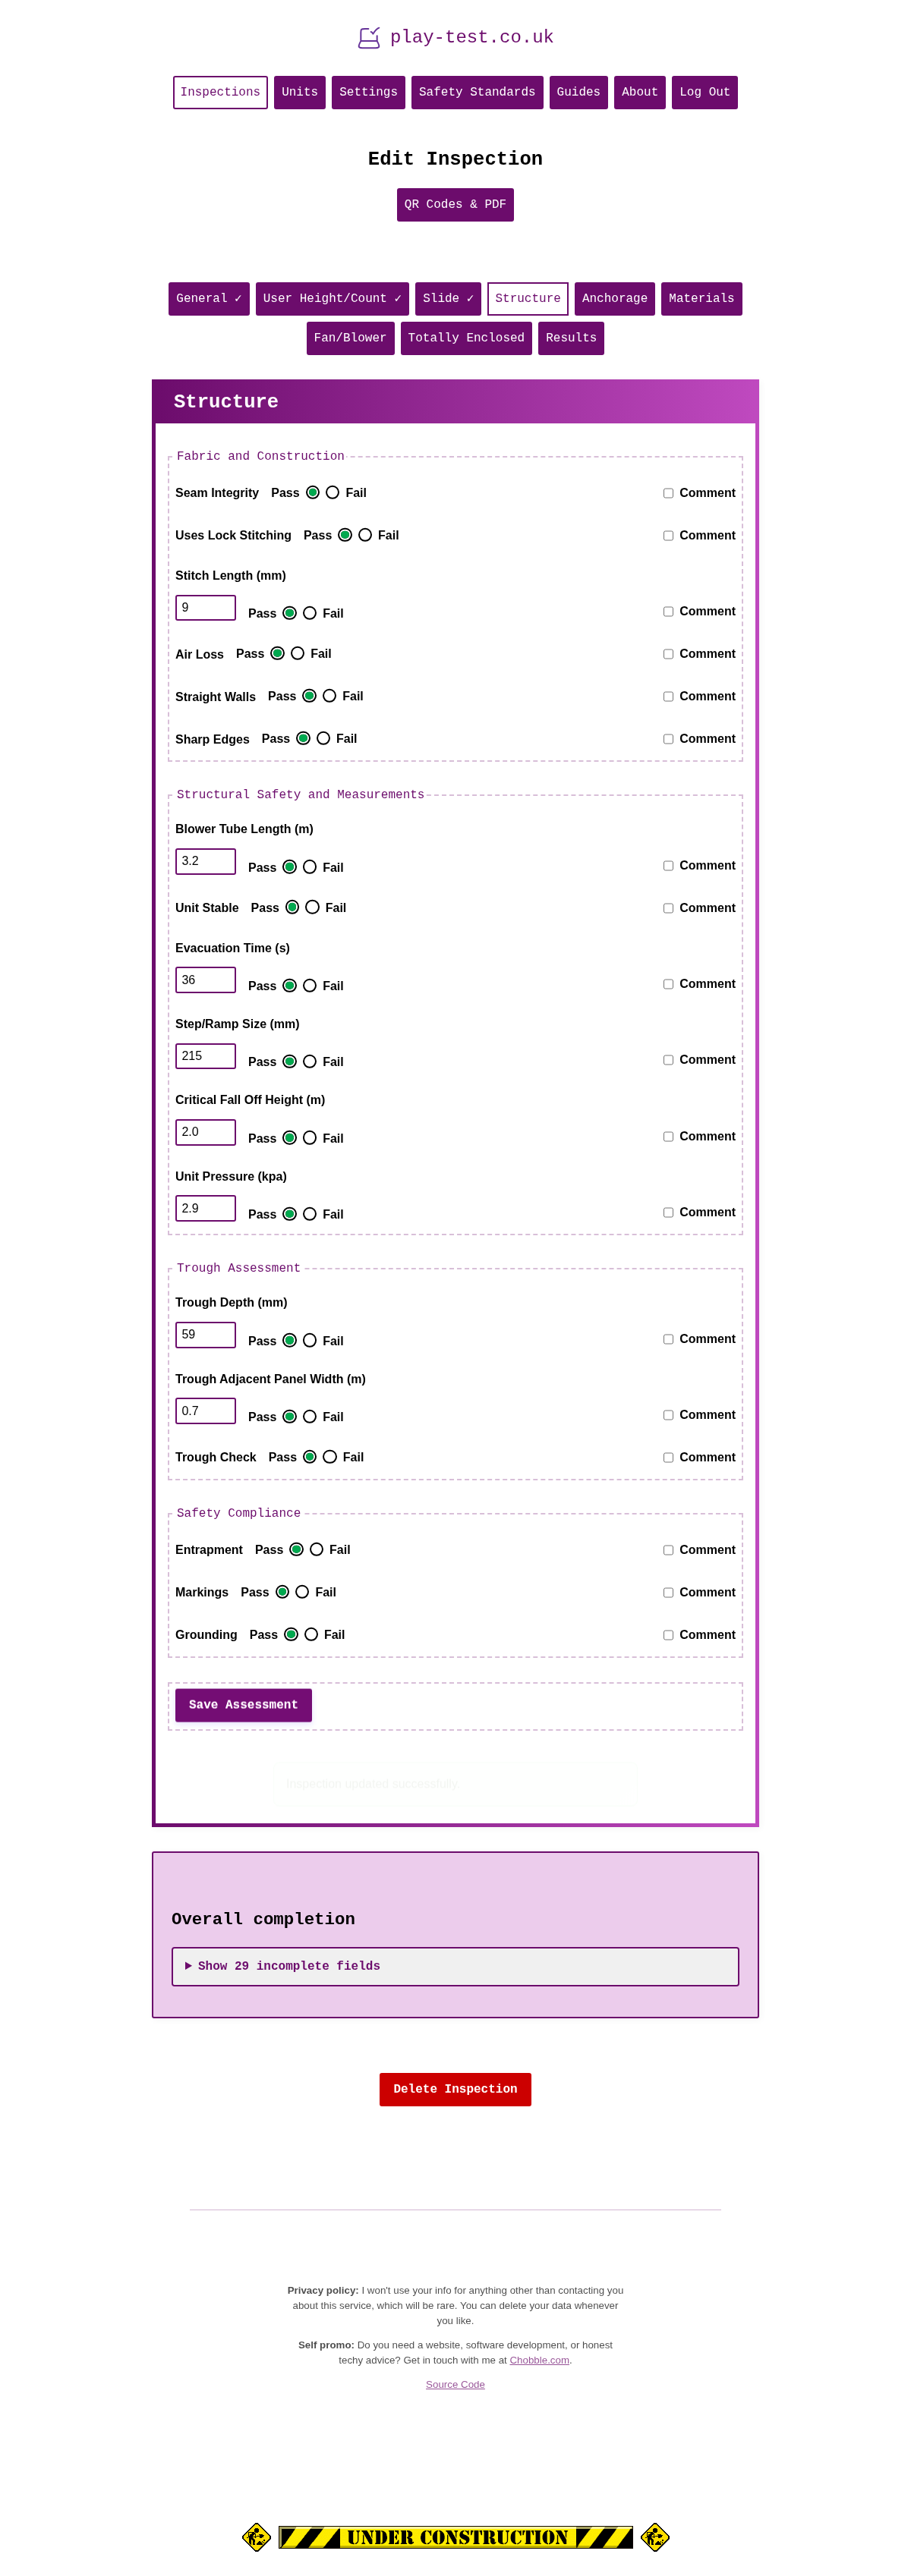 play-test.co.uk
Inspections Units Settings Safety Standards Guides About Log Out
Edit Inspection
QR Codes & PDF
General ✓ User Height/Count ✓ Slide ✓ Structure Anchorage Materials
Fan/Blower Totally Enclosed Results
Structure
Fabric and Construction
Seam Integrity Pass Fail Comment
Uses Lock Stitching Pass Fail Comment
Stitch Length (mm)
9 Pass Fail Comment
Air Loss Pass Fail Comment
Straight Walls Pass Fail Comment
Sharp Edges Pass Fail Comment
Structural Safety and Measurements
Blower Tube Length (m)
3.2 Pass Fail Comment
Unit Stable Pass Fail Comment
Evacuation Time (s)
36 Pass Fail Comment
Step/Ramp Size (mm)
215 Pass Fail Comment
Critical Fall Off Height (m)
2.0 Pass Fail Comment
Unit Pressure (kpa)
2.9 Pass Fail Comment
Trough Assessment
Trough Depth (mm)
59 Pass Fail Comment
Trough Adjacent Panel Width (m)
0.7 Pass Fail Comment
Trough Check Pass Fail Comment
Safety Compliance
Entrapment Pass Fail Comment
Markings Pass Fail Comment
Grounding Pass Fail Comment
Save Assessment
Inspection updated successfully
Overall completion
▶ Show 29 incomplete fields
Delete Inspection
Privacy policy: I won't use your info for anything other than contacting you
about this service, which will be rare. You can delete your data whenever
you like.
Self promo: Do you need a website, software development, or honest
techy advice? Get in touch with me at Chobble.com.
Source Code
UNDER CONSTRUCTION